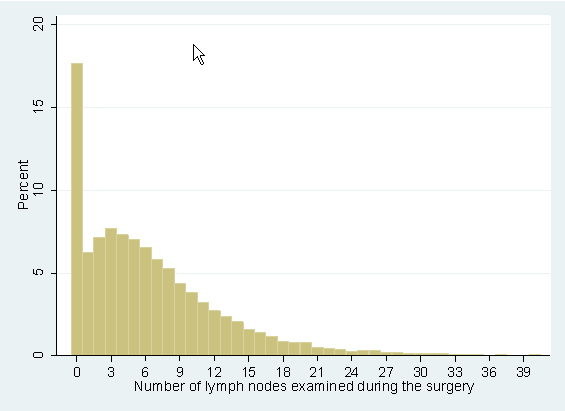 20
15
10
5
0
Percent
0 3 6 9 12 15 18 21 24 27 30 33 36 39
Number of lymph nodes examined during the surgery